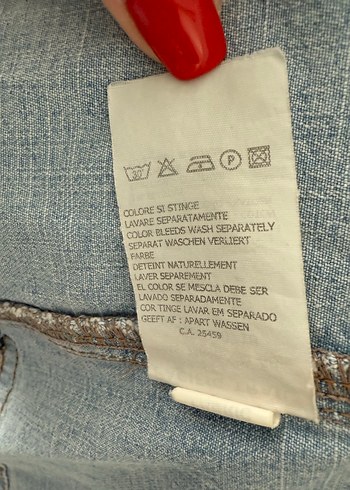 30°
P
COLORE SI STINGE
LAVARE SEPARATAMENTE
COLOR BLEEDS WASH SEPARATELY
SEPARAT WASCHEN VERLIERT
FARBE
DETEINT NATURELLEMENT
LAVER SEPAREMENT
EL COLOR SE MESCLA DEBE SER
LAVADO SEPARADAMENTE
COR TINGE LAVAR EM SEPARADO
GEEFT AF : APART WASSEN
C.A. 25459